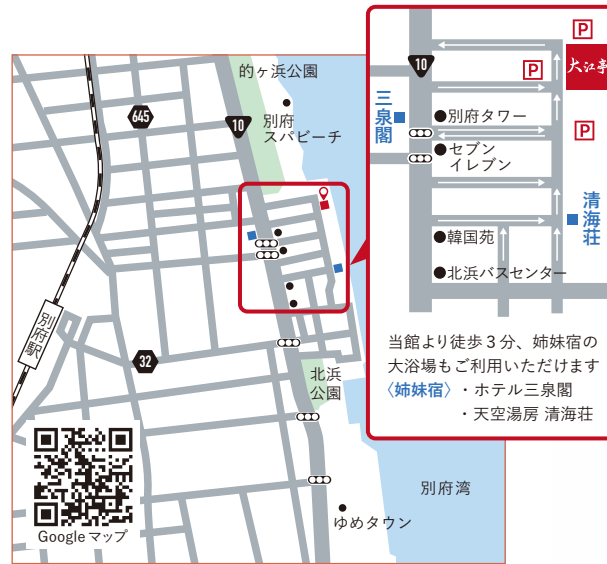 的ヶ浜公園
645
10
別府
スパビーチ
別府駅
32
北浜
公園
別府湾
ゆめタウン
Googleマップ
P
10
P
大江亭
三泉閣
別府タワー
P
セブン
イレブン
清海荘
韓国苑
北浜バスセンター
当館より徒歩3分、姉妹宿の
大浴場もご利用いただけます
〈姉妹宿〉・ホテル三泉閣
・天空湯房 清海荘